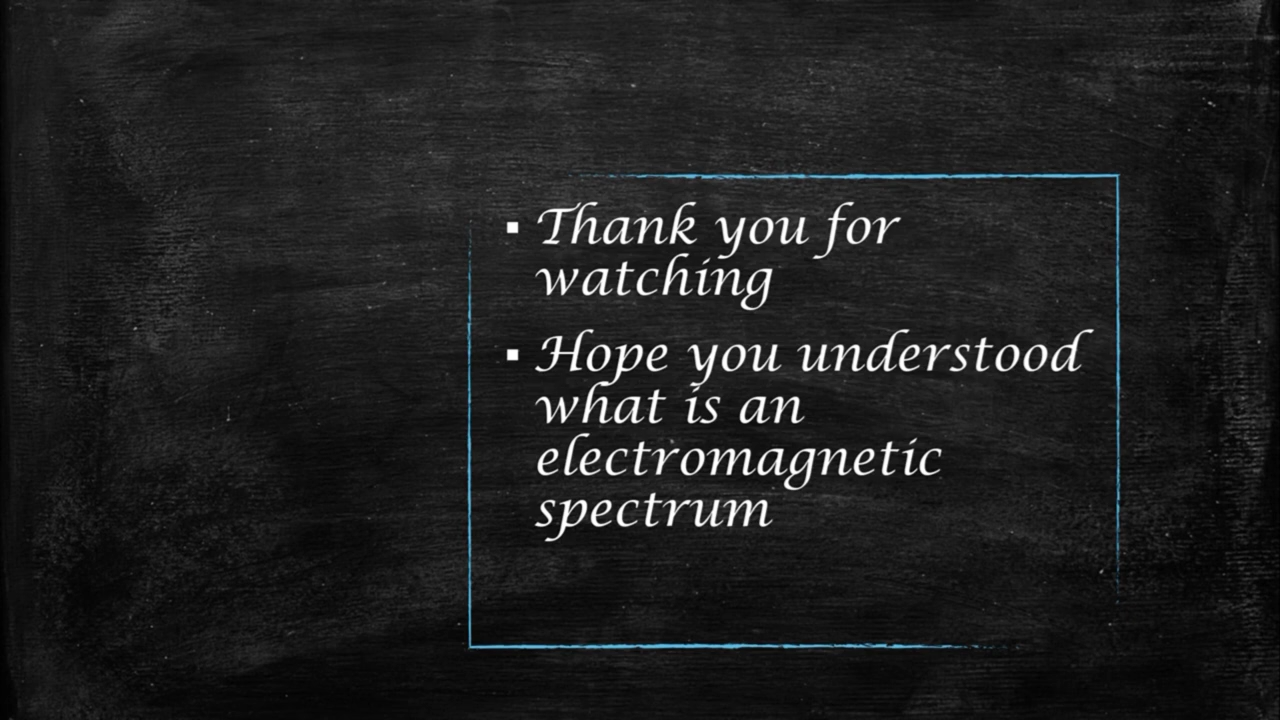 ▪ Thank you for
watching
▪ Hope you understood
what is an
electromagnetic
spectrum